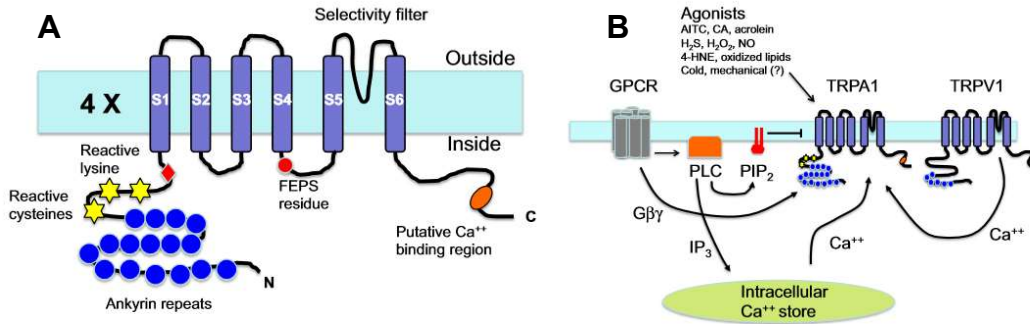 A
Selectivity filter
Outside
4 X
S1
S2
S3
S4
S5
S6
Inside
Reactive
lysine
Reactive
cysteines
FEPS
residue
Putative Ca⁺⁺
binding region
C
N
Ankyrin repeats
B
Agonists
AITC, CA, acrolein
H₂S, H₂O₂, NO
4-HNE, oxidized lipids
Cold, mechanical (?)
GPCR
TRPA1
TRPV1
PLC
PIP₂
Gβγ
IP₃
Ca⁺⁺
Ca⁺⁺
Intracellular
Ca⁺⁺ store